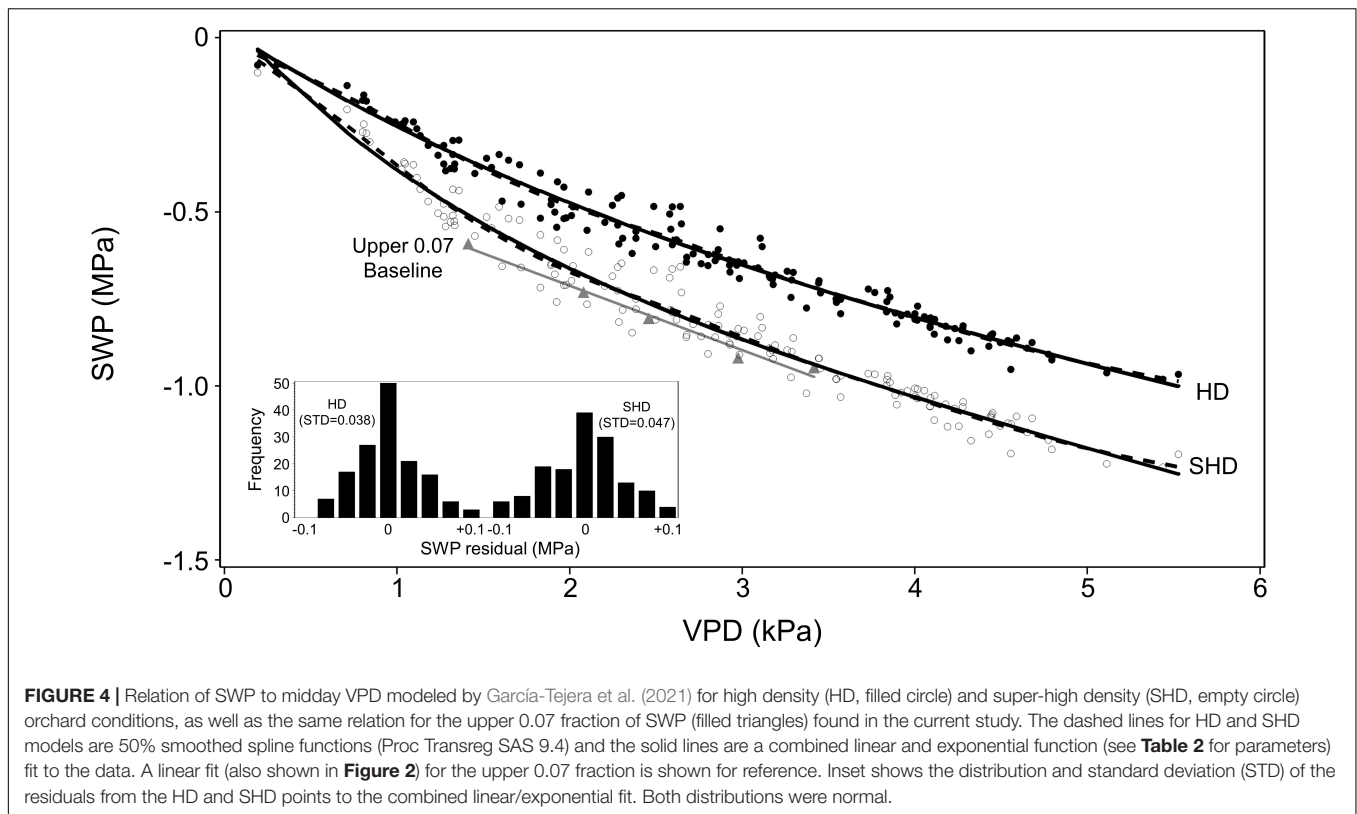 0
-0.5
-1.0
-1.5
SWP (MPa)
Upper 0.07
Baseline
HD
SHD
50
40
30
20
10
0
Frequency
HD
(STD=0.038)
SHD
(STD=0.047)
-0.1 0 +0.1 -0.1 0 +0.1
SWP residual (MPa)
0 1 2 3 4 5 6
VPD (kPa)
FIGURE 4 | Relation of SWP to midday VPD modeled by García-Tejera et al. (2021) for high density (HD, filled circle) and super-high density (SHD, empty circle)
orchard conditions, as well as the same relation for the upper 0.07 fraction of SWP (filled triangles) found in the current study. The dashed lines for HD and SHD
models are 50% smoothed spline functions (Proc Transreg SAS 9.4) and the solid lines are a combined linear and exponential function (see Table 2 for parameters)
fit to the data. A linear fit (also shown in Figure 2) for the upper 0.07 fraction is shown for reference. Inset shows the distribution and standard deviation (STD) of the
residuals from the HD and SHD points to the combined linear/exponential fit. Both distributions were normal.